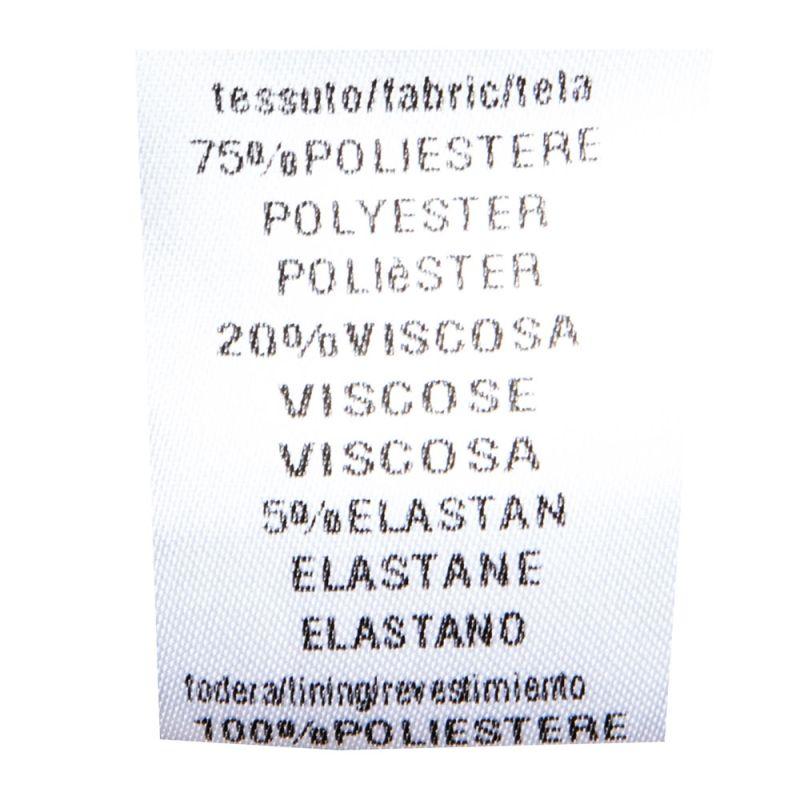 tessuto/fabric/tela
75%POLIESTERE
POLYESTER
POLIèSTER
20%VISCOSA
VISCOSE
VISCOSA
5%ELASTAN
ELASTANE
ELASTANO
fodera/lining/revestimiento
100%POLIESTERE